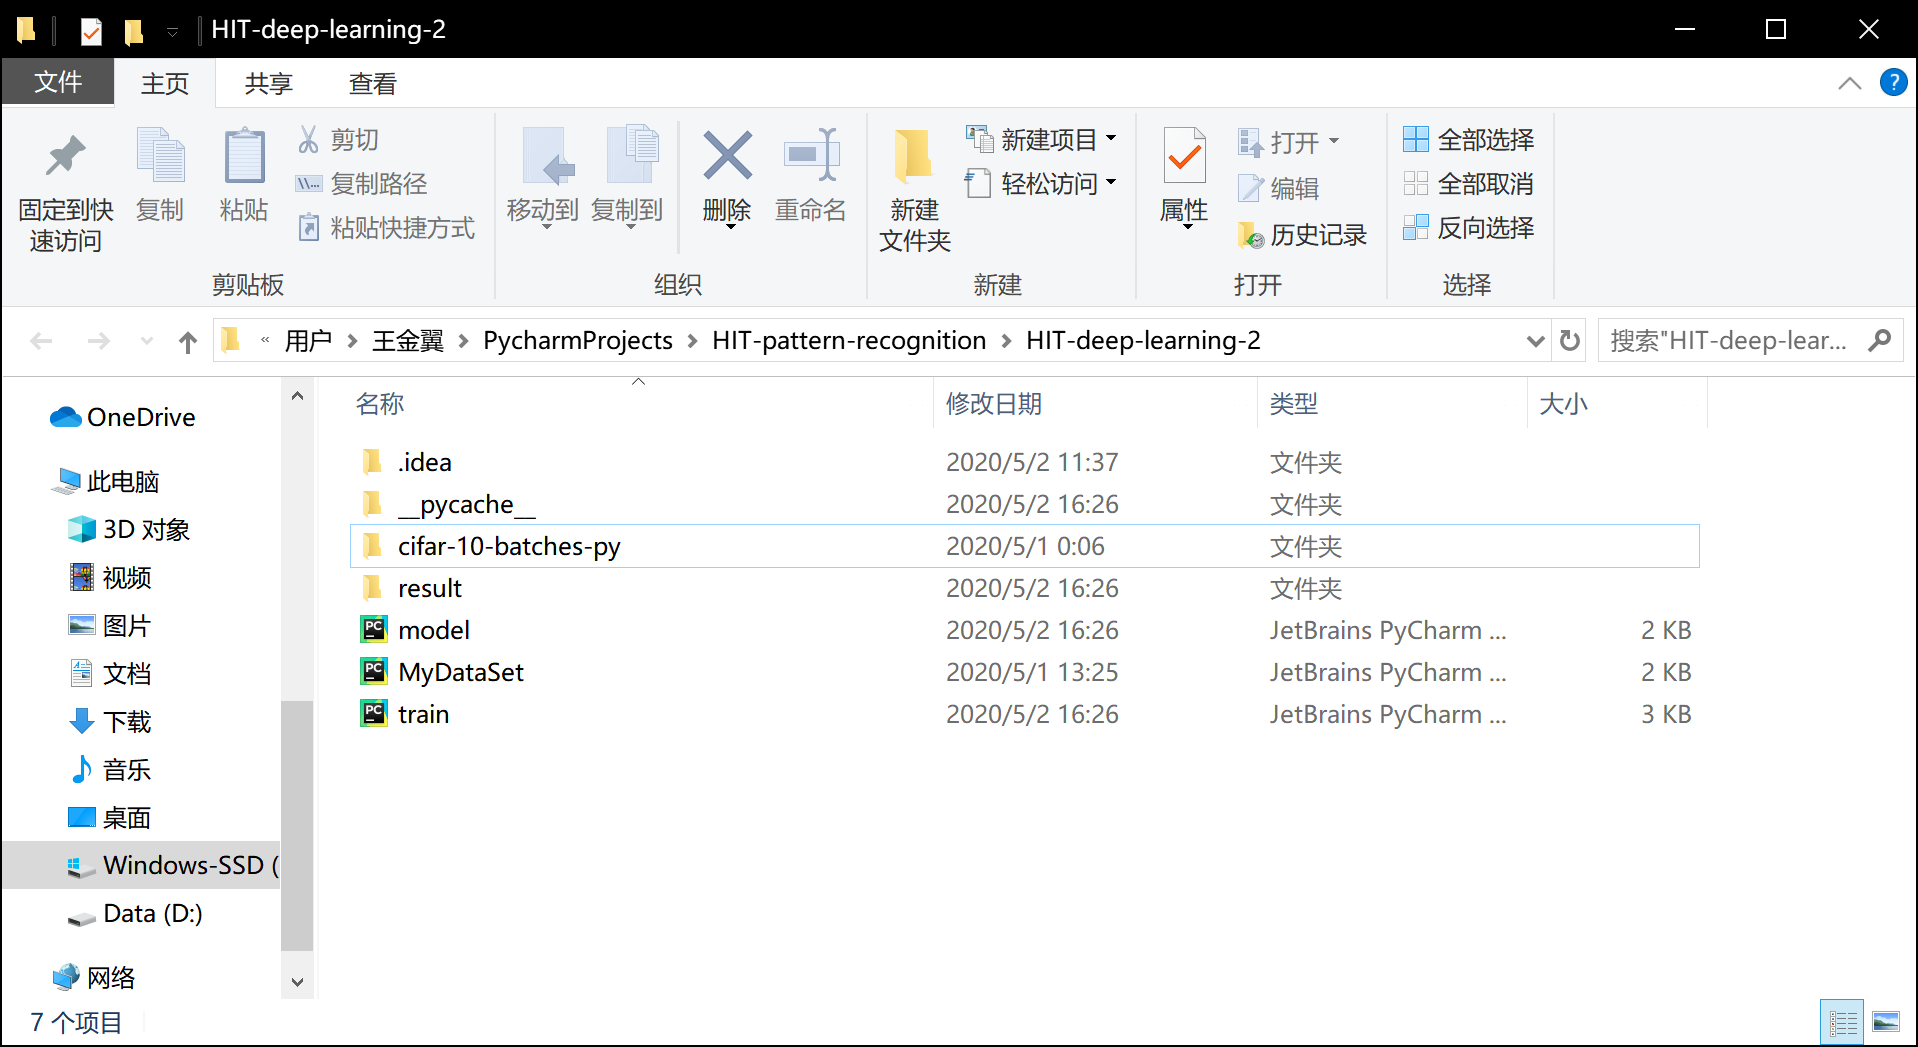 HIT-deep-learning-2
文件 主页 共享 查看
固定到快速访问
复制
粘贴
剪切
复制路径
粘贴快捷方式
剪贴板
移动到
复制到
删除
重命名
组织
新建文件夹
新建项目
轻松访问
新建
属性
打开
编辑
历史记录
打开
全部选择
全部取消
反向选择
选择
« 用户 > 王金翼 > PycharmProjects > HIT-pattern-recognition > HIT-deep-learning-2
搜索"HIT-deep-lear...
OneDrive
此电脑
3D 对象
视频
图片
文档
下载
音乐
桌面
Windows-SSD (
Data (D:)
网络
名称 修改日期 类型 大小
.idea 2020/5/2 11:37 文件夹
__pycache__ 2020/5/2 16:26 文件夹
cifar-10-batches-py 2020/5/1 0:06 文件夹
result 2020/5/2 16:26 文件夹
model 2020/5/2 16:26 JetBrains PyCharm ... 2 KB
MyDataSet 2020/5/1 13:25 JetBrains PyCharm ... 2 KB
train 2020/5/2 16:26 JetBrains PyCharm ... 3 KB
7 个项目